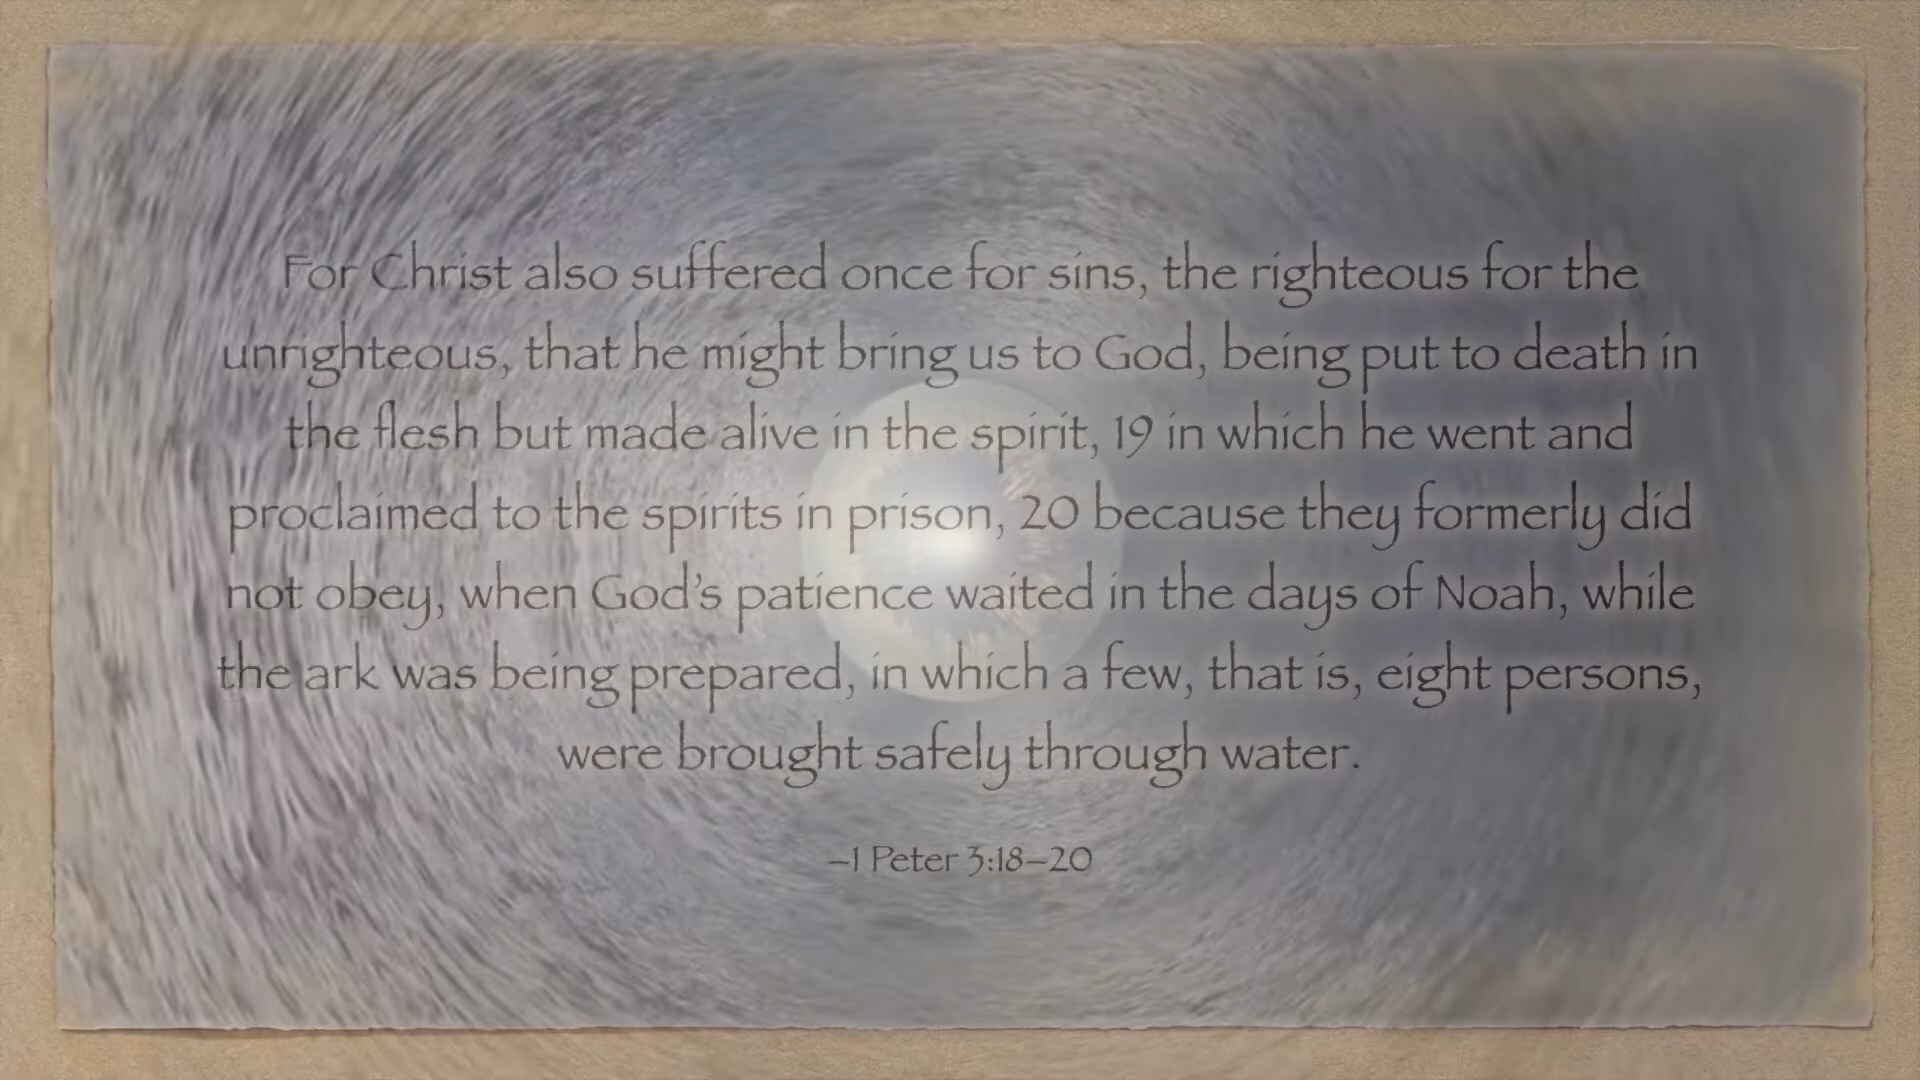 For Christ also suffered once for sins, the righteous for the
unrighteous, that he might bring us to God, being put to death in
the flesh but made alive in the spirit, 19 in which he went and
proclaimed to the spirits in prison, 20 because they formerly did
not obey, when God's patience waited in the days of Noah, while
the ark was being prepared, in which a few, that is, eight persons,
were brought safely through water.
–1 Peter 3:18–20